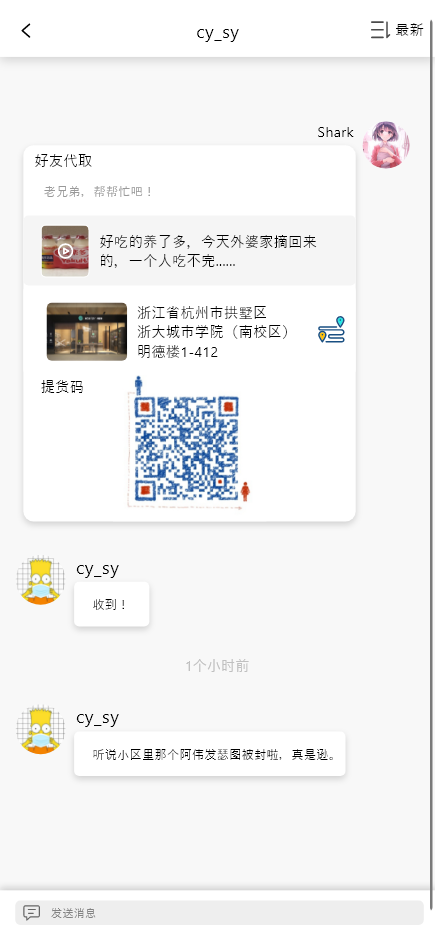 cy_sy
最新
Shark
好友代取
老兄弟，帮帮忙吧！
好吃的养了多，今天外婆家摘回来
的，一个人吃不完……
浙江省杭州市拱墅区
浙大城市学院（南校区）
明德楼1-412
提货码
cy_sy
收到！
1个小时前
cy_sy
听说小区里那个阿伟发瑟图被封啦，真是逊。
发送消息